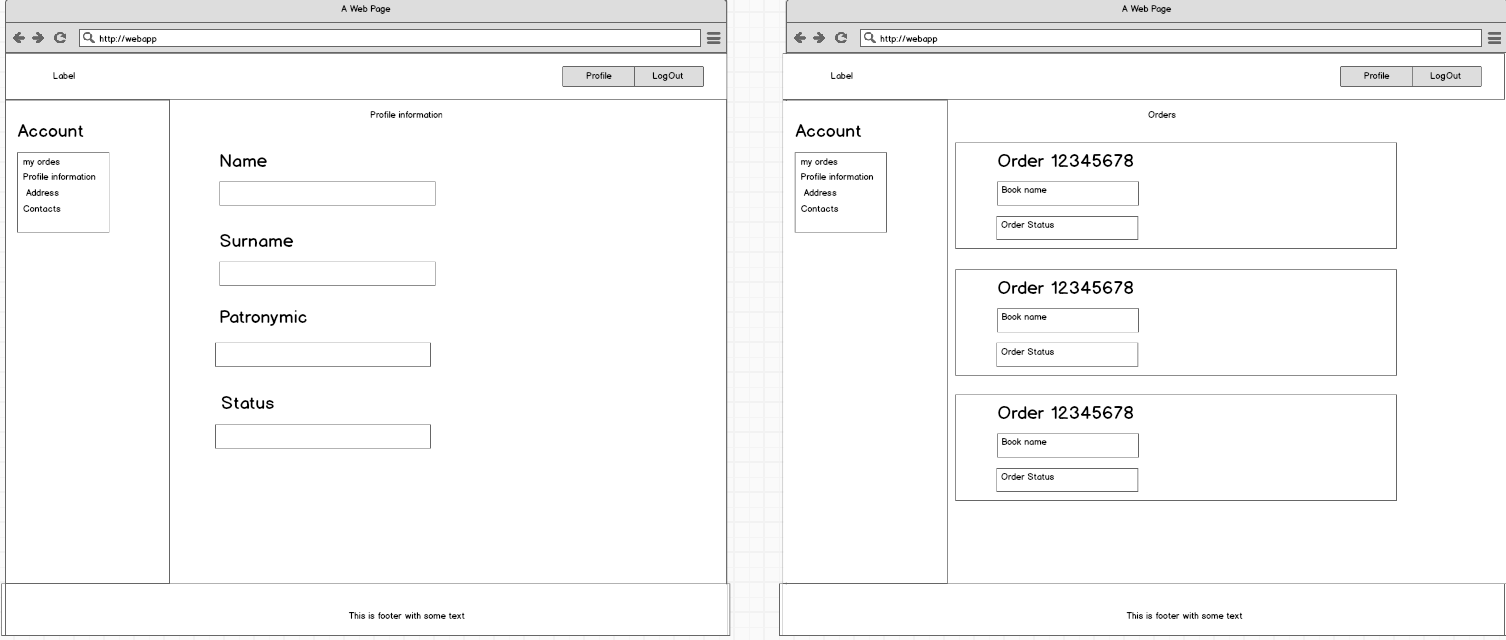 A Web Page
http://webapp
Label
Profile
LogOut
Account
my ordes
Profile information
Address
Contacts
Profile information
Name
Surname
Patronymic
Status
This is footer with some text
A Web Page
http://webapp
Label
Profile
LogOut
Account
my ordes
Profile information
Address
Contacts
Orders
Order 12345678
Book name
Order Status
Order 12345678
Book name
Order Status
Order 12345678
Book name
Order Status
This is footer with some text